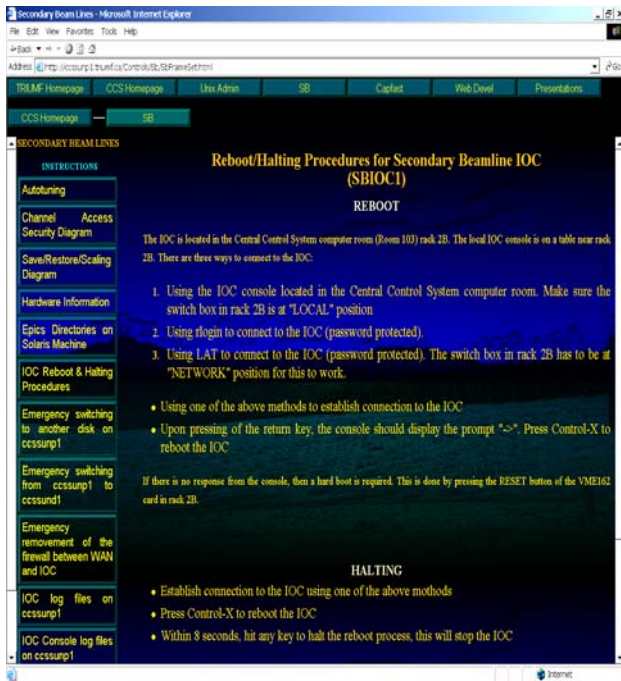 Secondary Beam Lines - Microsoft Internet Explorer
File Edit View Favorites Tools Help
Back
Address http://ccssunp1.triumf.ca/Controls/Sb/SbFrameSet.html
Go
TRIUMF Homepage CCS Homepage Unix Admin SB Capfast Web Devel Presentations
CCS Homepage SB
SECONDARY BEAM LINES
INSTRUCTIONS
Autotuning
Channel Access
Security Diagram
Save/Restore/Scaling
Diagram
Hardware Information
Epics Directories on
Solaris Machine
IOC Reboot & Halting
Procedures
Emergency switching
to another disk on
ccssunp1
Emergency switching
from ccssunp1 to
ccssund1
Emergency
removement of the
firewall between WAN
and IOC
IOC log files on
ccssunp1
IOC Console log files
on ccssunp1
Reboot/Halting Procedures for Secondary Beamline IOC
(SBIOC1)
REBOOT
The IOC is located in the Central Control System computer room (Room 103) rack 2B. The local IOC console is on a table near rack
2B. There are three ways to connect to the IOC:
1. Using the IOC console located in the Central Control System computer room. Make sure the
switch box in rack 2B is at "LOCAL" position
2. Using rlogin to connect to the IOC (password protected).
3. Using LAT to connect to the IOC (password protected). The switch box in rack 2B has to be at
"NETWORK" position for this to work.
• Using one of the above methods to establish connection to the IOC
• Upon pressing of the return key, the console should display the prompt "->". Press Control-X to
reboot the IOC
If there is no response from the console, then a hard boot is required. This is done by pressing the RESET button of the VME162
card in rack 2B.
HALTING
• Establish connection to the IOC using one of the above mothods
• Press Control-X to reboot the IOC
• Within 8 seconds, hit any key to halt the reboot process, this will stop the IOC
Internet